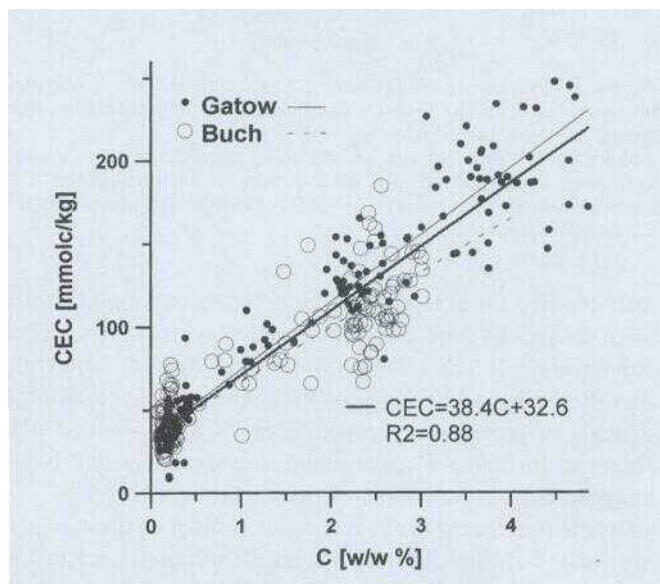 Gatow
Buch
200
100
0
CEC [mmolc/kg]
CEC=38.4C+32.6
R2=0.88
0 1 2 3 4
C [w/w %]